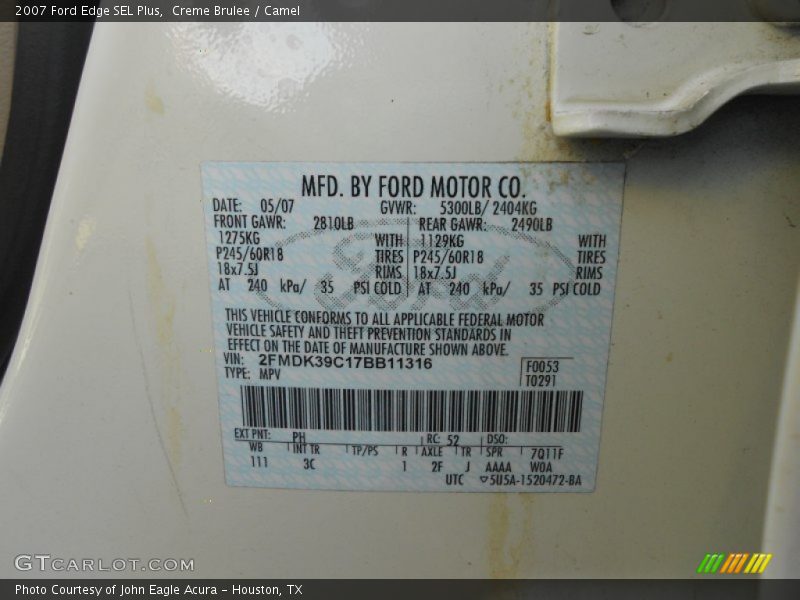 2007 Ford Edge SEL Plus, Creme Brulee / Camel
MFD. BY FORD MOTOR CO.
DATE: 05/07 GVWR: 5300LB/ 2404KG
FRONT GAWR: 2810LB REAR GAWR: 2490LB
1275KG WITH 1129KG WITH
P245/60R18 TIRES P245/60R18 TIRES
18x7.5J RIMS 18x7.5J RIMS
AT 240 kPa/ 35 PSI COLD AT 240 kPa/ 35 PSI COLD
Ford
THIS VEHICLE CONFORMS TO ALL APPLICABLE FEDERAL MOTOR
VEHICLE SAFETY AND THEFT PREVENTION STANDARDS IN
EFFECT ON THE DATE OF MANUFACTURE SHOWN ABOVE.
VIN: 2FMDK39C17BB11316 F0053
TYPE: MPV T0291
EXT PNT: PH RC: 52 DSO:
WB INT TR TP/PS R AXLE TR SPR 7Q11F
111 3C 1 2F J AAAA WOA
UTC 5U5A-1520472-BA
GTCARLOT.COM
Photo Courtesy of John Eagle Acura – Houston, TX